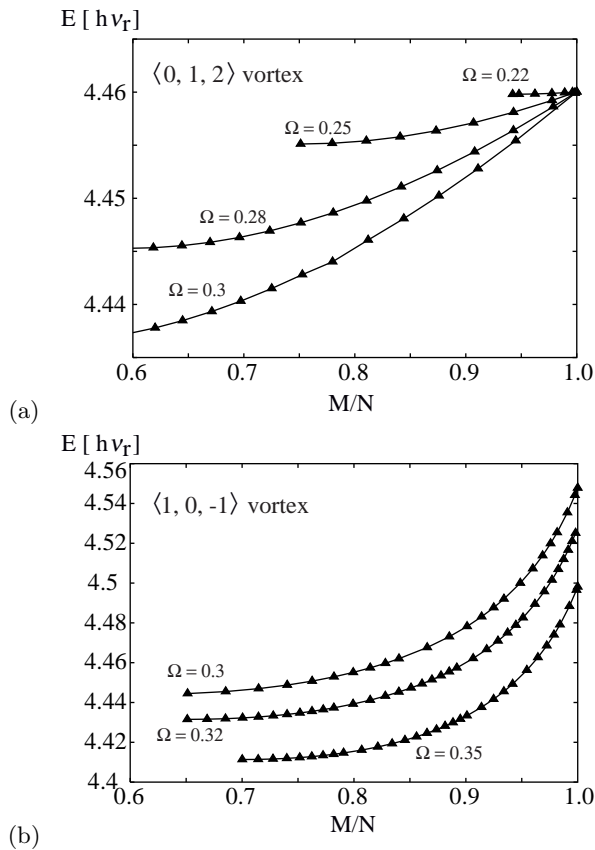 E [ hνr ]
⟨0, 1, 2⟩ vortex
Ω = 0.22
4.46
Ω = 0.25
4.45
Ω = 0.28
4.44
Ω = 0.3
0.6 0.7 0.8 0.9 1.0
M/N
(a)
E [ hνr ]
4.56
⟨1, 0, -1⟩ vortex
4.54
4.52
4.5
4.48
4.46
Ω = 0.3
4.44
Ω = 0.32
4.42
Ω = 0.35
4.4
0.6 0.7 0.8 0.9 1.0
M/N
(b)